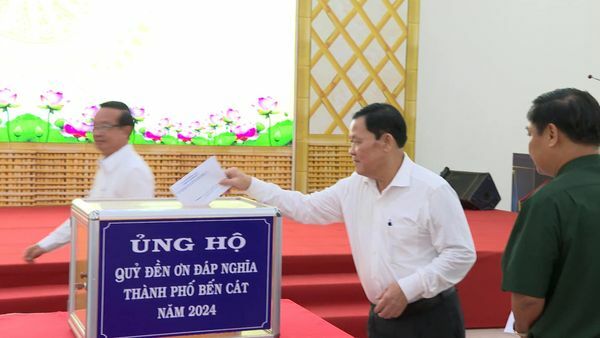 ỦNG HỘ
QUỸ ĐỀN ƠN ĐÁP NGHĨA
THÀNH PHỐ BẾN CÁT
NĂM 2024